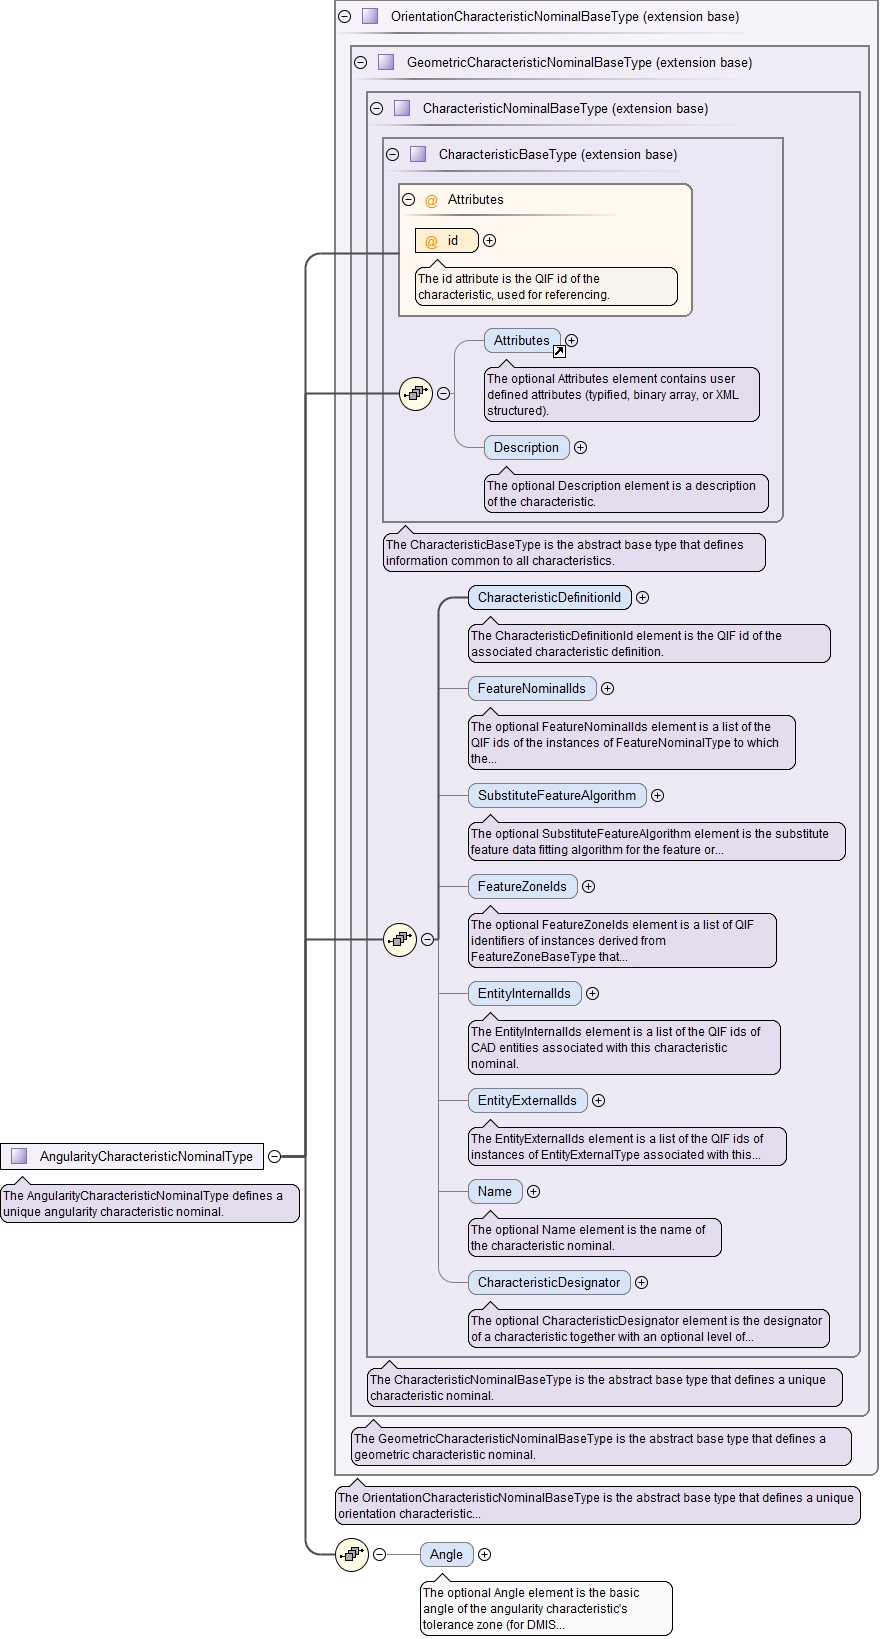 OrientationCharacteristicNominalBaseType (extension base)
GeometricCharacteristicNominalBaseType (extension base)
CharacteristicNominalBaseType (extension base)
CharacteristicBaseType (extension base)
@ Attributes
@ id
The id attribute is the QIF id of the
characteristic, used for referencing.
Attributes
The optional Attributes element contains user
defined attributes (typified, binary array, or XML
structured).
Description
The optional Description element is a description
of the characteristic.
The CharacteristicBaseType is the abstract base type that defines
information common to all characteristics.
CharacteristicDefinitionId
The CharacteristicDefinitionId element is the QIF id of the
associated characteristic definition.
FeatureNominalIds
The optional FeatureNominalIds element is a list of the
QIF ids of the instances of FeatureNominalType to which
the...
SubstituteFeatureAlgorithm
The optional SubstituteFeatureAlgorithm element is the substitute
feature data fitting algorithm for the feature or...
FeatureZoneIds
The optional FeatureZoneIds element is a list of QIF
identifiers of instances derived from
FeatureZoneBaseType that...
EntityInternalIds
The EntityInternalIds element is a list of the QIF ids of
CAD entities associated with this characteristic
nominal.
EntityExternalIds
The EntityExternalIds element is a list of the QIF ids of
instances of EntityExternalType associated with this...
AngularityCharacteristicNominalType
The AngularityCharacteristicNominalType defines a
unique angularity characteristic nominal.
Name
The optional Name element is the name of
the characteristic nominal.
CharacteristicDesignator
The optional CharacteristicDesignator element is the designator
of a characteristic together with an optional level of...
The CharacteristicNominalBaseType is the abstract base type that defines a unique
characteristic nominal.
The GeometricCharacteristicNominalBaseType is the abstract base type that defines a
geometric characteristic nominal.
The OrientationCharacteristicNominalBaseType is the abstract base type that defines a unique
orientation characteristic...
Angle
The optional Angle element is the basic
angle of the angularity characteristic's
tolerance zone (for DMIS...